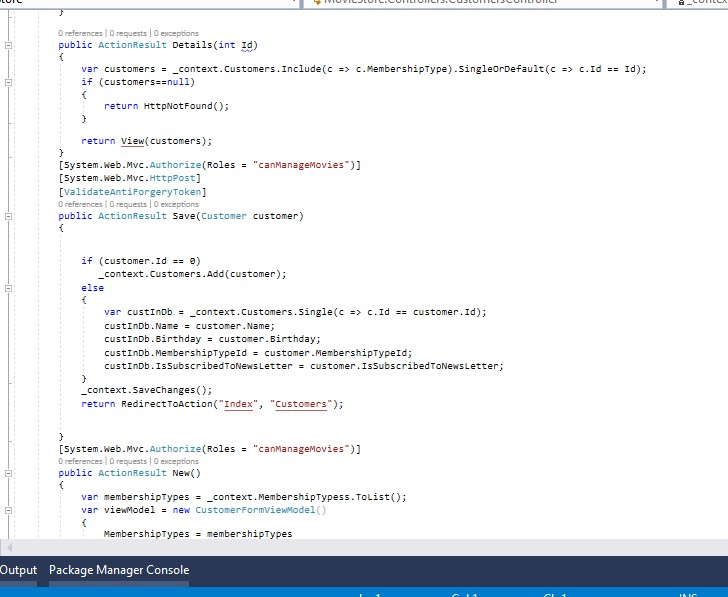 MovieStore.Controllers.CustomersController
}
0 references | 0 requests | 0 exceptions
public ActionResult Details(int Id)
{
var customers = _context.Customers.Include(c => c.MembershipType).SingleOrDefault(c => c.Id == Id);
if (customers==null)
{
return HttpNotFound();
}
return View(customers);
}
[System.Web.Mvc.Authorize(Roles = "canManageMovies")]
[System.Web.Mvc.HttpPost]
[ValidateAntiForgeryToken]
0 references | 0 requests | 0 exceptions
public ActionResult Save(Customer customer)
{
if (customer.Id == 0)
_context.Customers.Add(customer);
else
{
var custInDb = _context.Customers.Single(c => c.Id == customer.Id);
custInDb.Name = customer.Name;
custInDb.Birthday = customer.Birthday;
custInDb.MembershipTypeId = customer.MembershipTypeId;
custInDb.IsSubscribedToNewsLetter = customer.IsSubscribedToNewsLetter;
}
_context.SaveChanges();
return RedirectToAction("Index", "Customers");
}
[System.Web.Mvc.Authorize(Roles = "canManageMovies")]
0 references | 0 requests | 0 exceptions
public ActionResult New()
{
var membershipTypes = _context.MembershipTypess.ToList();
var viewModel = new CustomerFormViewModel()
{
MembershipTypes = membershipTypes
Output Package Manager Console